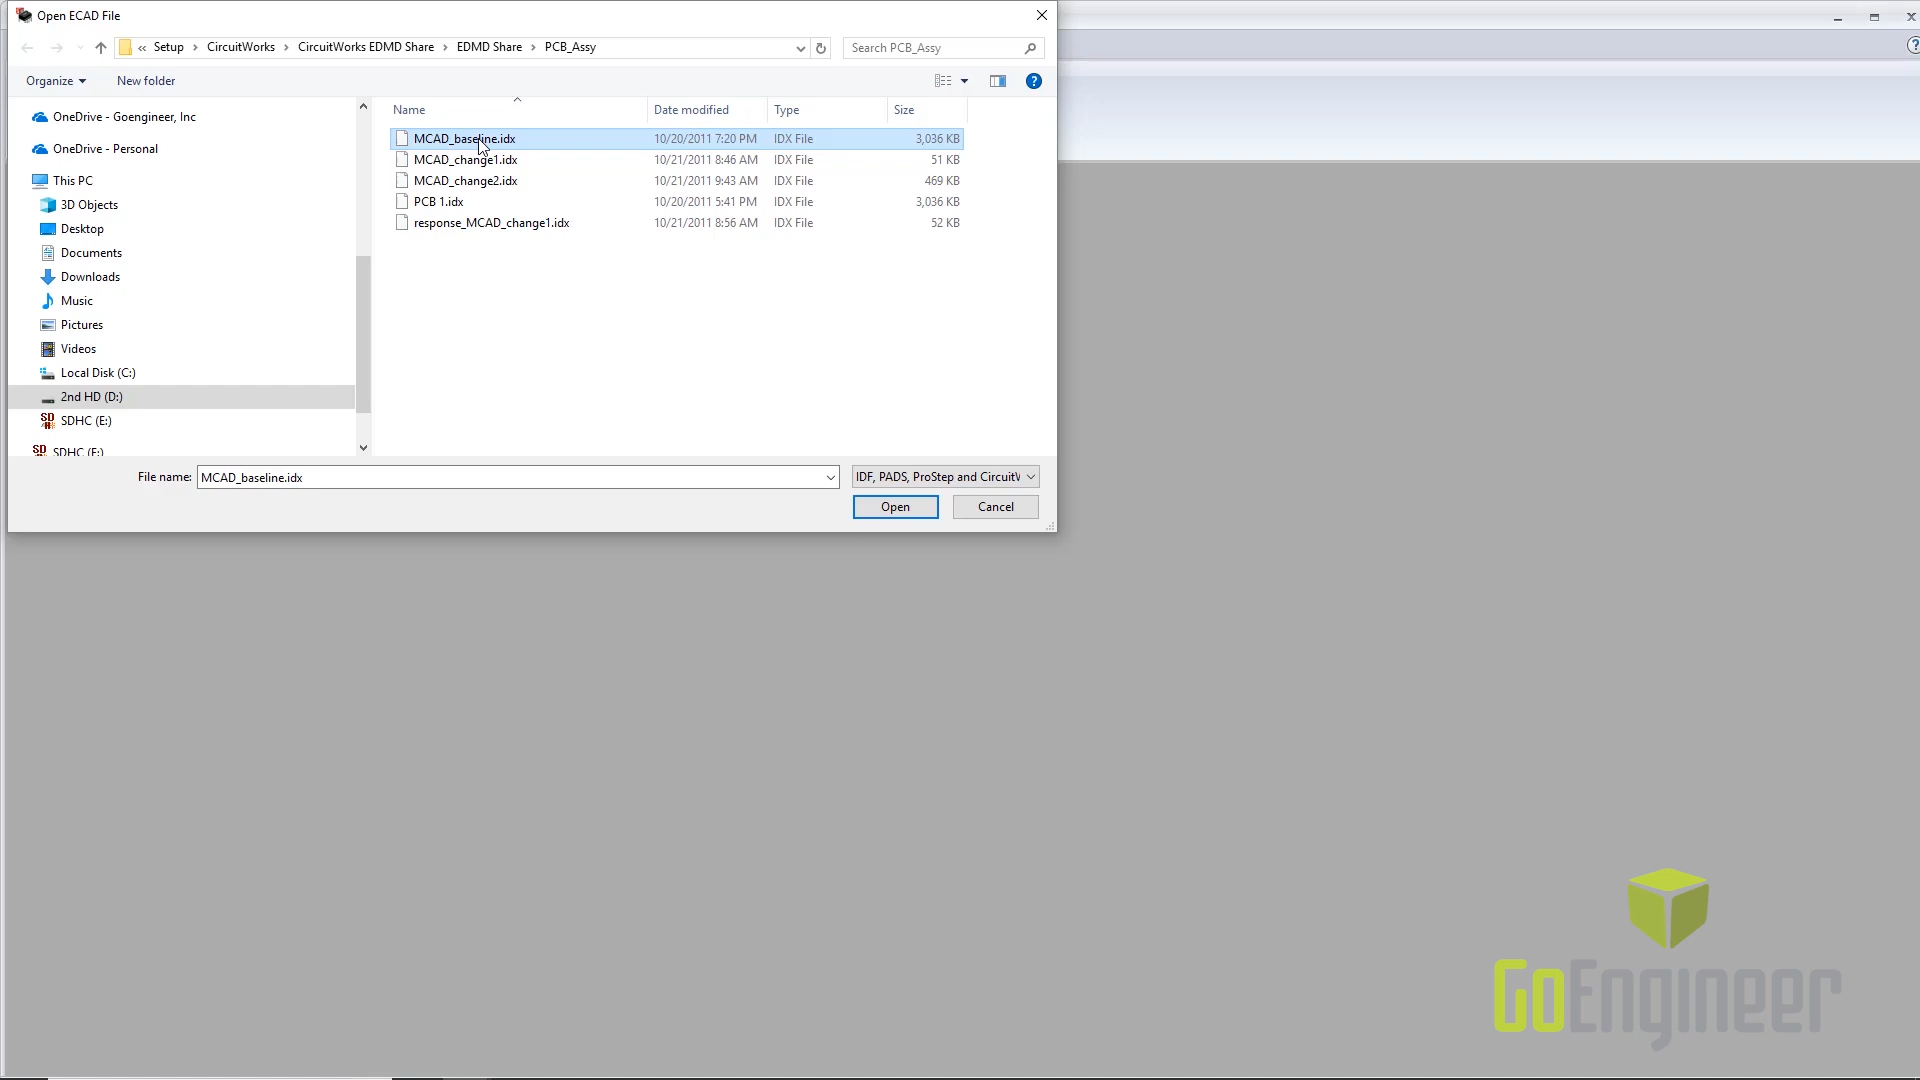 Open ECAD File
« Setup > CircuitWorks > CircuitWorks EDMD Share > EDMD Share > PCB_Assy
Search PCB_Assy
Organize
New folder
Name Date modified Type Size
MCAD_baseline.idx 10/20/2011 7:20 PM IDX File 3,036 KB
MCAD_change1.idx 10/21/2011 8:46 AM IDX File 51 KB
MCAD_change2.idx 10/21/2011 9:43 AM IDX File 469 KB
PCB 1.idx 10/20/2011 5:41 PM IDX File 3,036 KB
response_MCAD_change1.idx 10/21/2011 8:56 AM IDX File 52 KB
OneDrive - Goengineer, Inc
OneDrive - Personal
This PC
3D Objects
Desktop
Documents
Downloads
Music
Pictures
Videos
Local Disk (C:)
2nd HD (D:)
SDHC (E:)
SDHC (E:)
File name: MCAD_baseline.idx
IDF, PADS, ProStep and CircuitW
Open
Cancel
GoEngineer